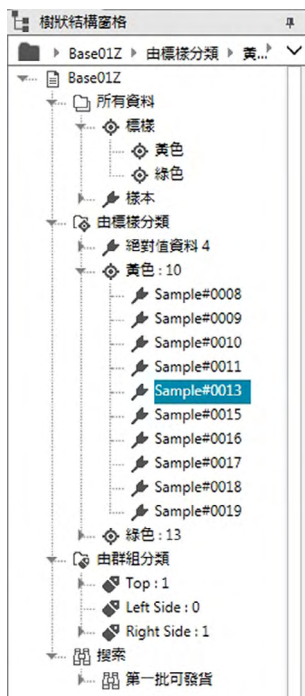 樹狀結構窗格
Base01Z 由標樣分類 黃...
Base01Z
所有資料
標樣
黃色
綠色
樣本
由標樣分類
絕對值資料 4
黃色 : 10
Sample#0008
Sample#0009
Sample#0010
Sample#0011
Sample#0013
Sample#0015
Sample#0016
Sample#0017
Sample#0018
Sample#0019
綠色 : 13
由群組分類
Top : 1
Left Side : 0
Right Side : 1
搜索
第一批可發貨